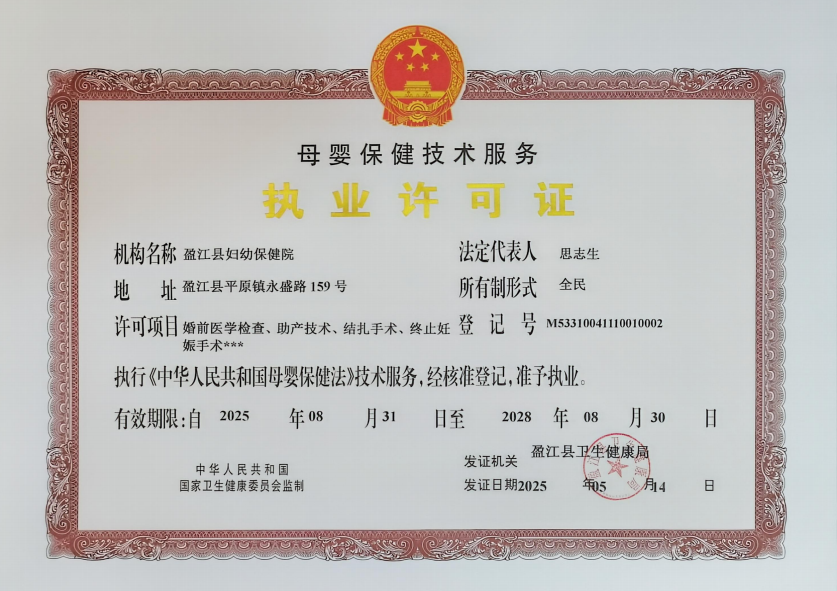 母婴保健技术服务
执业许可证
机构名称 盈江县妇幼保健院 法定代表人 思志生
地 址 盈江县平原镇永盛路 159 号 所有制形式 全民
许可项目 婚前医学检查、助产技术、结扎手术、终止妊 登 记 号 M53310041110010002
娠手术***
执行《中华人民共和国母婴保健法》技术服务,经核准登记,准予执业。
有效期限:自 2025 年 08 月 31 日至 2028 年 08 月 30 日
中华人民共和国
国家卫生健康委员会监制
发证机关 盈江县卫生健康局
发证日期 2025 年 05 月 14 日